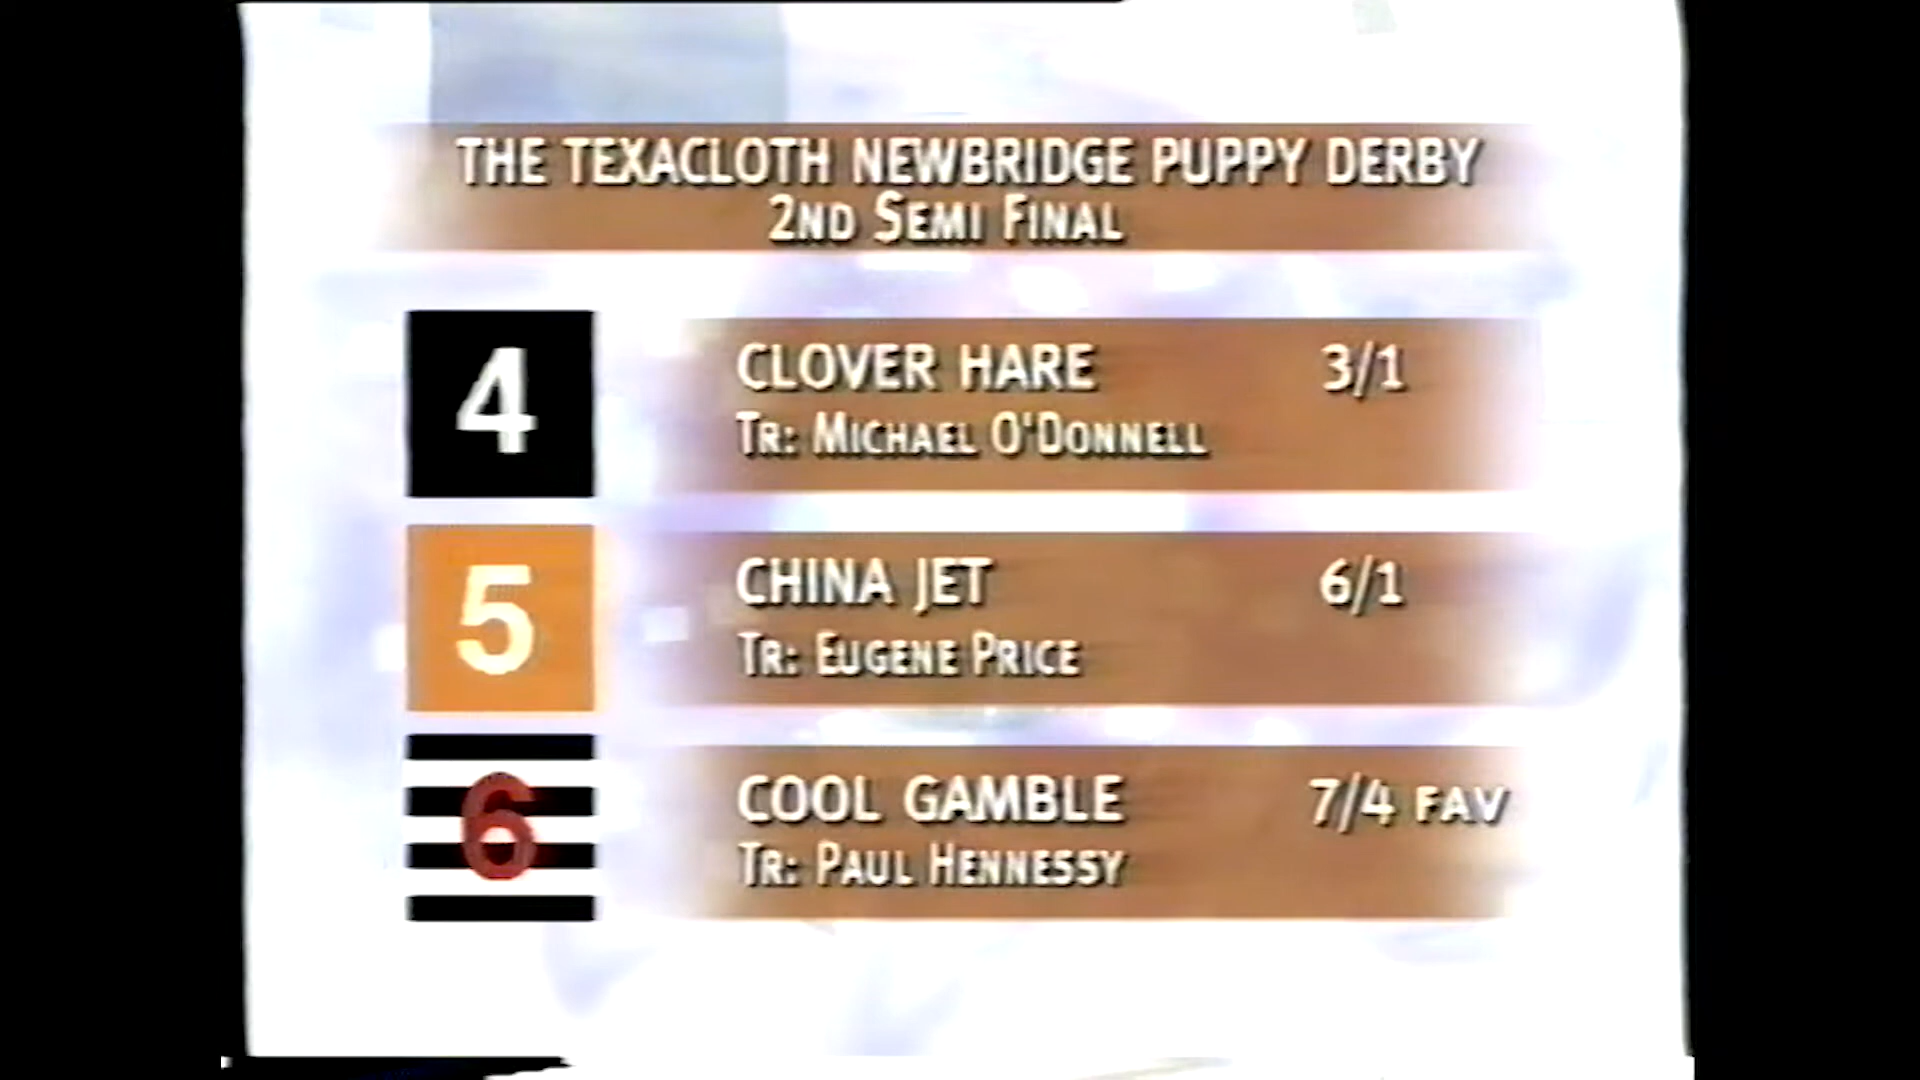 THE TEXACLOTH NEWBRIDGE PUPPY DERBY
2ND SEMI FINAL
4
CLOVER HARE 3/1
TR: MICHAEL O'DONNELL
5
CHINA JET 6/1
TR: EUGENE PRICE
6
COOL GAMBLE 7/4 FAV
TR: PAUL HENNESSY